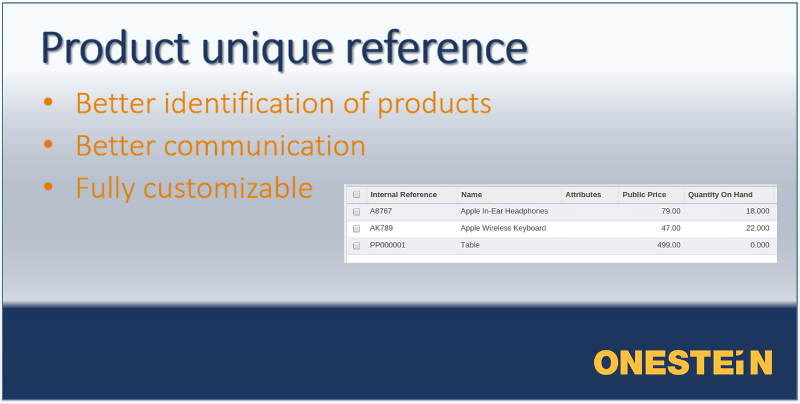 Product unique reference
• Better identification of products
• Better communication
• Fully customizable
Internal Reference Name Attributes Public Price Quantity On Hand
A8767 Apple In-Ear Headphones 79.00 18.000
AK789 Apple Wireless Keyboard 47.00 22.000
PP000001 Table 499.00 0.000
ONESTEiN